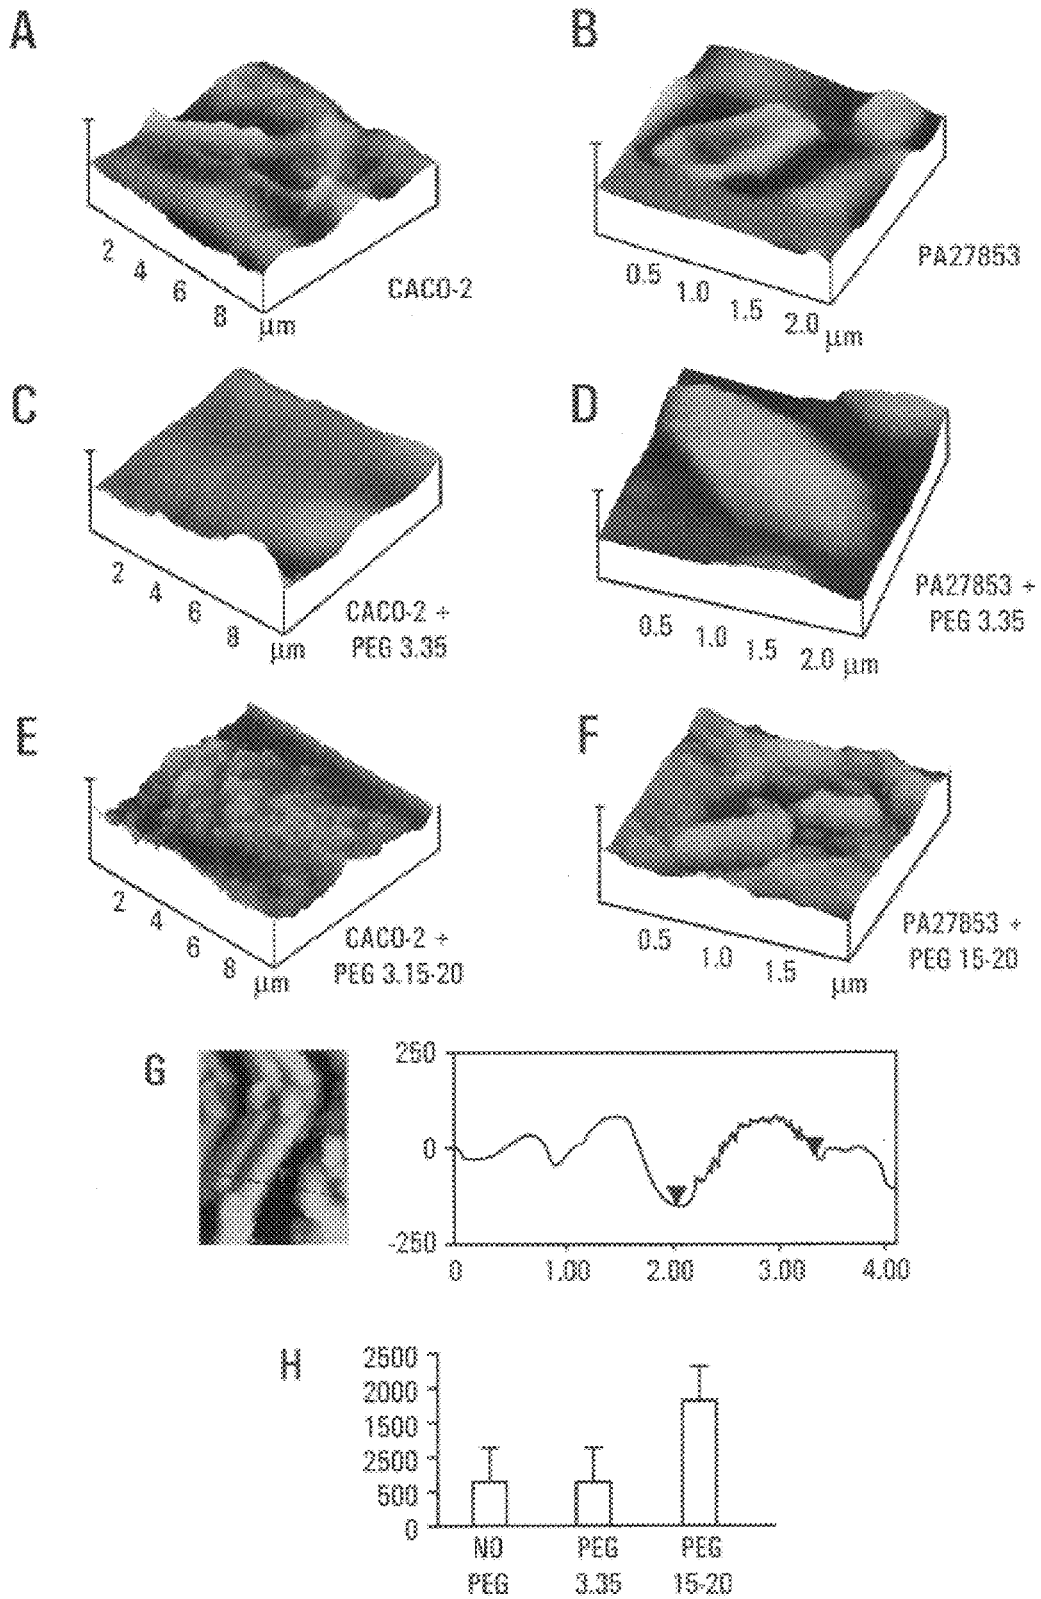 A
2
4
6
8
µm
CACO-2
B
0.5
1.0
1.5
2.0
µm
PA27853
C
2
4
6
8
µm
CACO-2 +
PEG 3.35
D
0.5
1.0
1.5
2.0
µm
PA27853 +
PEG 3.35
E
2
4
6
8
µm
CACO-2 +
PEG 3.15-20
F
0.5
1.0
1.5
µm
PA27853 +
PEG 15-20
G
250
0
-250
0 1.00 2.00 3.00 4.00
H
2500
2000
1500
2500
500
0
NO PEG PEG
PEG 3.35 15-20